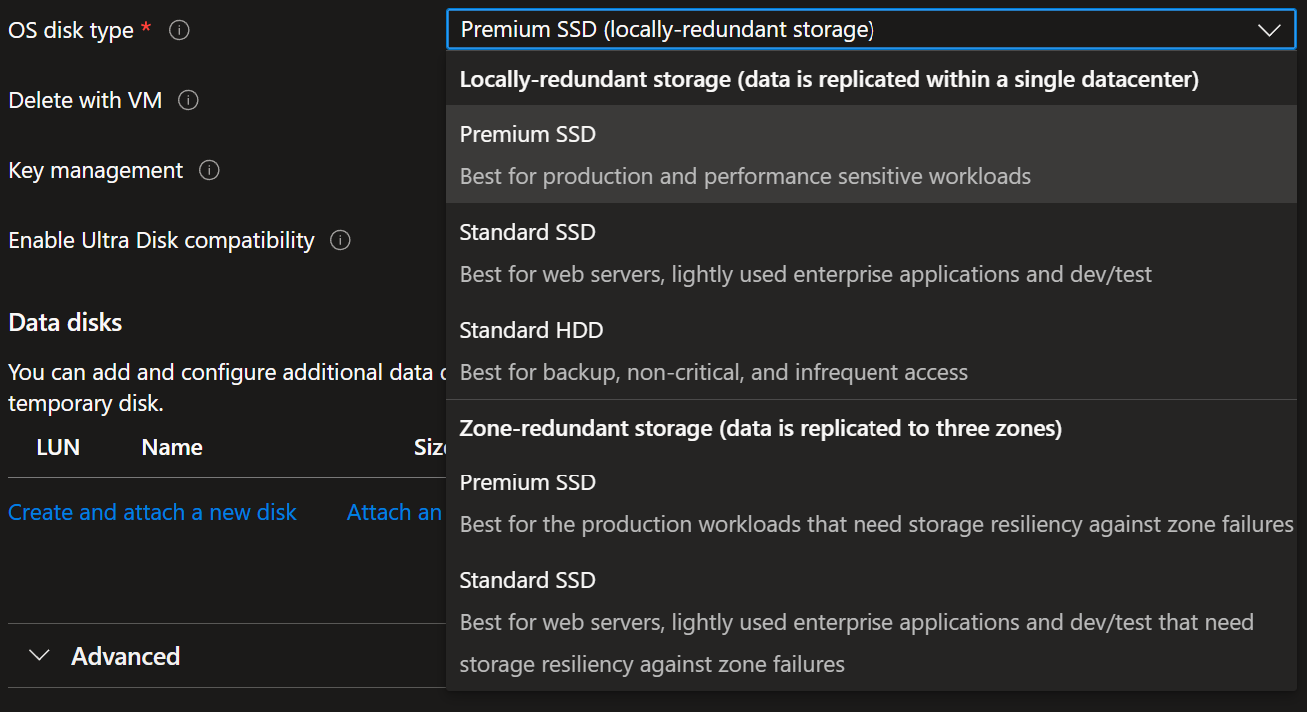 OS disk type *
Premium SSD (locally-redundant storage)
Delete with VM
Key management
Enable Ultra Disk compatibility
Data disks
You can add and configure additional data
temporary disk.
LUN Name
Create and attach a new disk Attach an
Advanced
Locally-redundant storage (data is replicated within a single datacenter)
Premium SSD
Best for production and performance sensitive workloads
Standard SSD
Best for web servers, lightly used enterprise applications and dev/test
Standard HDD
Best for backup, non-critical, and infrequent access
Zone-redundant storage (data is replicated to three zones)
Premium SSD
Best for the production workloads that need storage resiliency against zone failures
Standard SSD
Best for web servers, lightly used enterprise applications and dev/test that need
storage resiliency against zone failures